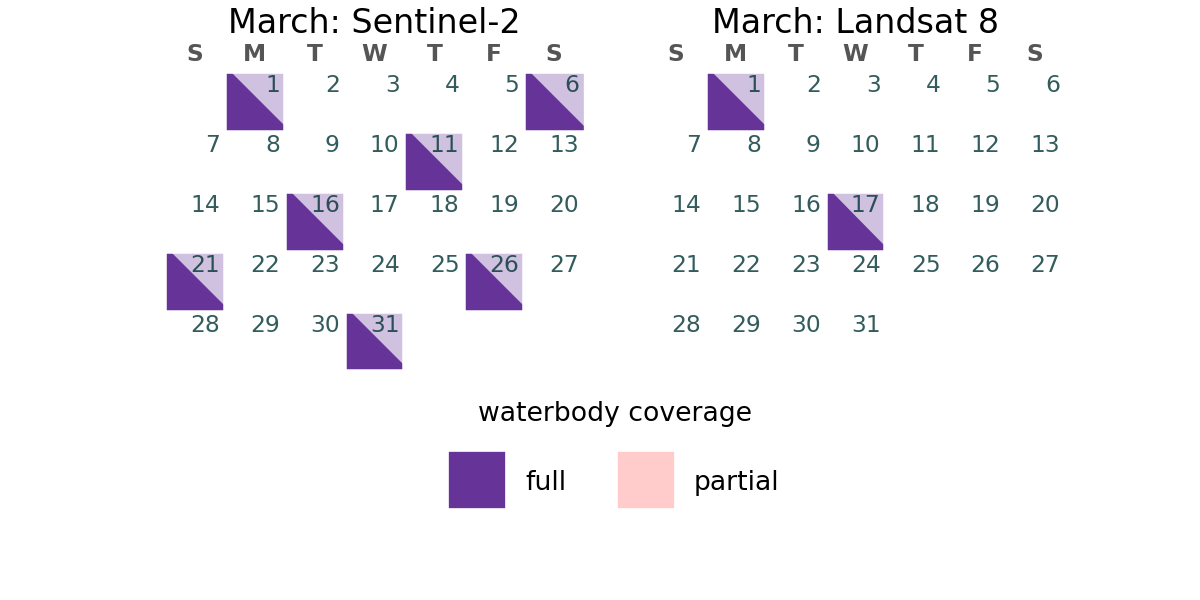 March: Sentinel-2
S M T W T F S
1 2 3 4 5 6
7 8 9 10 11 12 13
14 15 16 17 18 19 20
21 22 23 24 25 26 27
28 29 30 31
March: Landsat 8
S M T W T F S
1 2 3 4 5 6
7 8 9 10 11 12 13
14 15 16 17 18 19 20
21 22 23 24 25 26 27
28 29 30 31
waterbody coverage
full partial